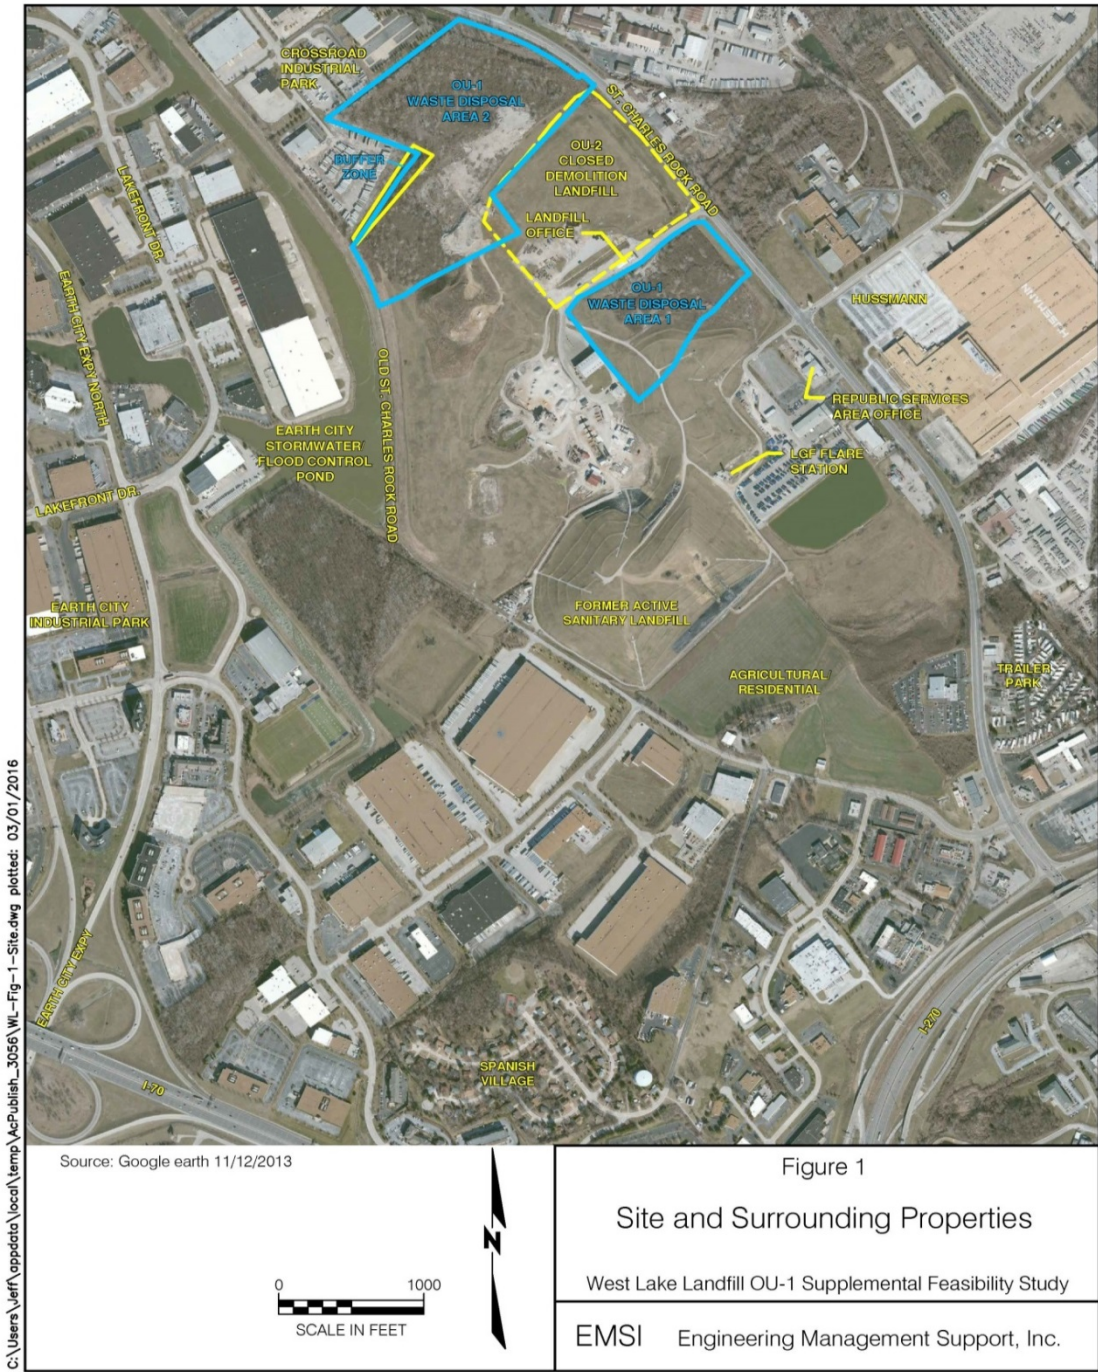 CROSSROAD
INDUSTRIAL
PARK
OU-1
WASTE DISPOSAL
AREA 2
ST. CHARLES ROCK ROAD
BUFFER
ZONE
OU-2
CLOSED
DEMOLITION
LANDFILL
LAKEFRONT DR.
LANDFILL
OFFICE
EARTH CITY EXPY NORTH
OU-1
WASTE DISPOSAL
AREA 1
HUSSMANN
HUSSMANN
OLD ST. CHARLES ROCK ROAD
REPUBLIC SERVICES
AREA OFFICE
EARTH CITY
STORMWATER/
FLOOD CONTROL
POND
LGF FLARE
STATION
LAKEFRONT DR.
EARTH CITY
INDUSTRIAL PARK
FORMER ACTIVE
SANITARY LANDFILL
AGRICULTURAL/
RESIDENTIAL
TRAILER
PARK
EARTH CITY EXPY
I-270
SPANISH
VILLAGE
I-70
C:\Users\Jeff\appdata\local\temp\AcPublish_3056\WL-Fig-1-Site.dwg plotted: 03/01/2016
Source: Google earth 11/12/2013
N
0 1000
SCALE IN FEET
Figure 1
Site and Surrounding Properties
West Lake Landfill OU-1 Supplemental Feasibility Study
EMSI Engineering Management Support, Inc.